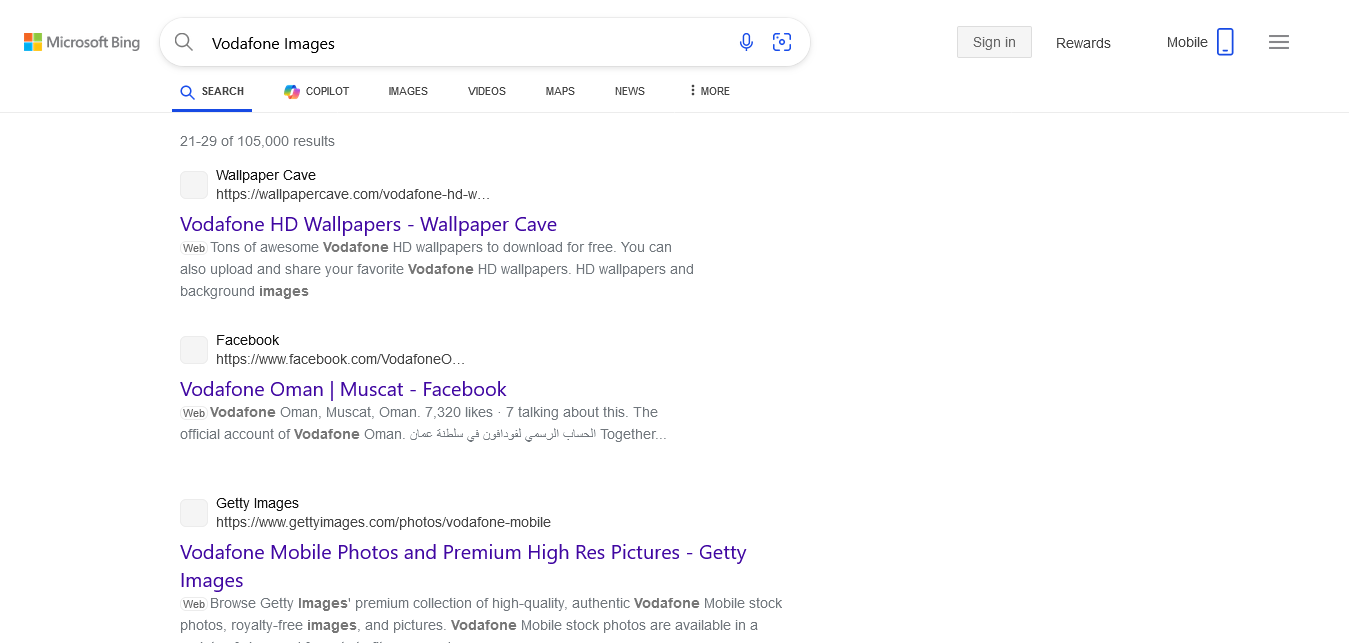 Microsoft Bing
Vodafone Images
Sign in
Rewards
Mobile
SEARCH
COPILOT
IMAGES
VIDEOS
MAPS
NEWS
MORE
21-29 of 105,000 results
Wallpaper Cave
https://wallpapercave.com/vodafone-hd-w…
Vodafone HD Wallpapers - Wallpaper Cave
Web Tons of awesome Vodafone HD wallpapers to download for free. You can
also upload and share your favorite Vodafone HD wallpapers. HD wallpapers and
background images
Facebook
https://www.facebook.com/VodafoneO…
Vodafone Oman | Muscat - Facebook
Web Vodafone Oman, Muscat, Oman. 7,320 likes · 7 talking about this. The
official account of Vodafone Oman. الحساب الرسمي لفودافون في سلطنة عمان Together...
Getty Images
https://www.gettyimages.com/photos/vodafone-mobile
Vodafone Mobile Photos and Premium High Res Pictures - Getty
Images
Web Browse Getty Images' premium collection of high-quality, authentic Vodafone Mobile stock
photos, royalty-free images, and pictures. Vodafone Mobile stock photos are available in a